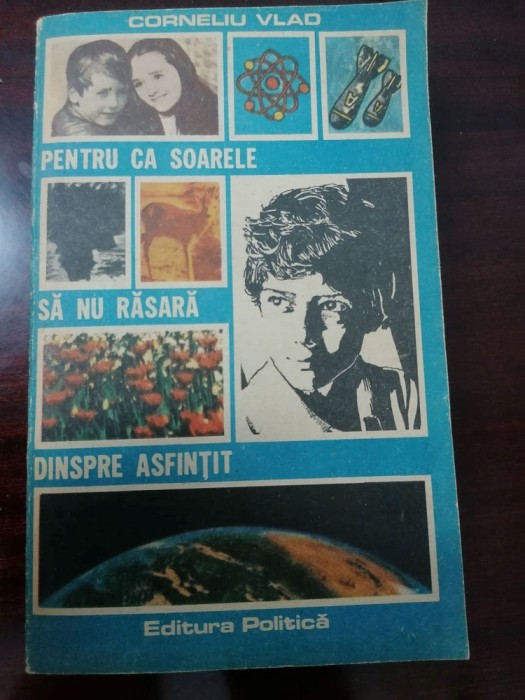 CORNELIU VLAD
PENTRU CA SOARELE
SĂ NU RĂSARĂ
DINSPRE ASFINȚIT
Editura Politică